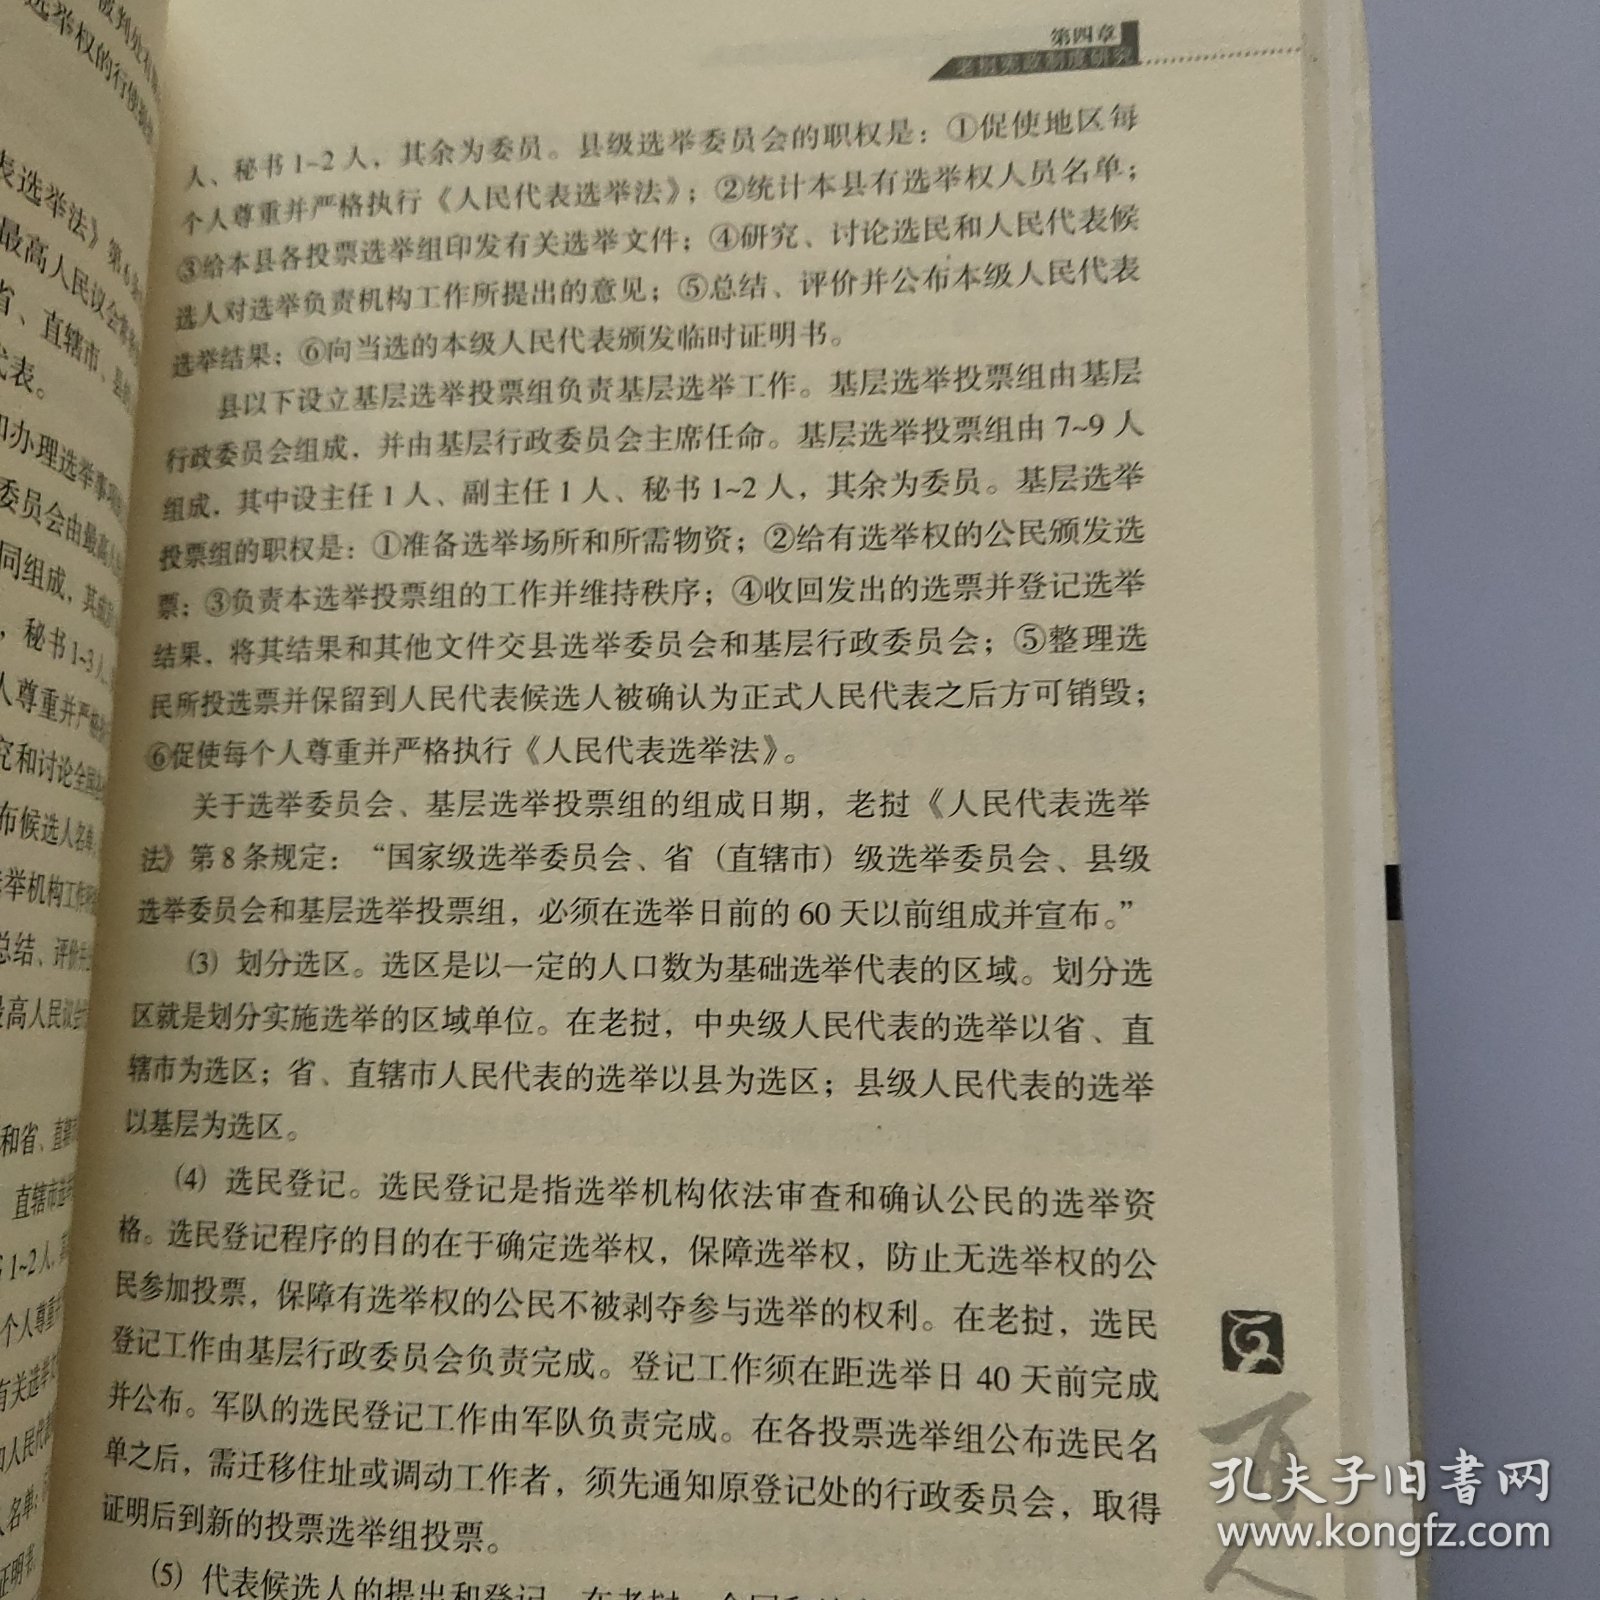 第四章
老挝宪政制度研究
人、秘书1~2人，其余为委员。县级选举委员会的职权是：①促使地区每
个人尊重并严格执行《人民代表选举法》；②统计本县有选举权人员名单；
③给本县各投票选举组印发有关选举文件；④研究、讨论选民和人民代表候
选人对选举负责机构工作所提出的意见；⑤总结、评价并公布本级人民代表
选举结果；⑥向当选的本级人民代表颁发临时证明书。
县以下设立基层选举投票组负责基层选举工作。基层选举投票组由基层
行政委员会组成，并由基层行政委员会主席任命。基层选举投票组由7~9人
组成，其中设主任1人、副主任1人、秘书1~2人，其余为委员。基层选举
投票组的职权是：①准备选举场所和所需物资；②给有选举权的公民颁发选
票；③负责本选举投票组的工作并维持秩序；④收回发出的选票并登记选举
结果，将其结果和其他文件交县选举委员会和基层行政委员会；⑤整理选
民所投选票并保留到人民代表候选人被确认为正式人民代表之后方可销毁；
⑥促使每个人尊重并严格执行《人民代表选举法》。
关于选举委员会、基层选举投票组的组成日期，老挝《人民代表选举
法》第8条规定：“国家级选举委员会、省（直辖市）级选举委员会、县级
选举委员会和基层选举投票组，必须在选举日前的60天以前组成并宣布。”
（3）划分选区。选区是以一定的人口数为基础选举代表的区域。划分选
区就是划分实施选举的区域单位。在老挝，中央级人民代表的选举以省、直
辖市为选区；省、直辖市人民代表的选举以县为选区；县级人民代表的选举
以基层为选区。
（4）选民登记。选民登记是指选举机构依法审查和确认公民的选举资
格。选民登记程序的目的在于确定选举权，保障选举权，防止无选举权的公
民参加投票，保障有选举权的公民不被剥夺参与选举的权利。在老挝，选民
登记工作由基层行政委员会负责完成。登记工作须在距选举日40天前完成
并公布。军队的选民登记工作由军队负责完成。在各投票选举组公布选民名
单之后，需迁移住址或调动工作者，须先通知原登记处的行政委员会，取得
证明后到新的投票选举组投票。
（5）代表候选人的提出和登记。在老挝，全国
孔夫子旧书网
www.kongfz.com